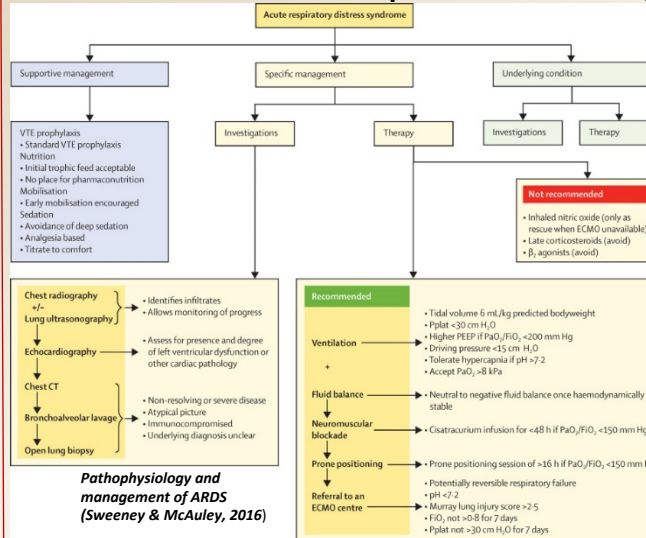 Acute respiratory distress syndrome
Supportive management
Specific management
Underlying condition
VTE prophylaxis
• Standard VTE prophylaxis
Nutrition
• Initial trophic feed acceptable
• No place for pharmaconutrition
Mobilisation
• Early mobilisation encouraged
Sedation
• Avoidance of deep sedation
• Analgesia based
• Titrate to comfort
Investigations
Therapy
Investigations
Therapy
Not recommended
• Inhaled nitric oxide (only as
rescue when ECMO unavailable)
• Late corticosteroids (avoid)
• β₂ agonists (avoid)
Chest radiography
+/−
Lung ultrasonography
• Identifies infiltrates
• Allows monitoring of progress
Echocardiography
Assess for presence and degree
of left ventricular dysfunction or
other cardiac pathology
Chest CT
Bronchoalveolar lavage
Open lung biopsy
• Non-resolving or severe disease
• Atypical picture
• Immunocompromised
• Underlying diagnosis unclear
Recommended
Ventilation
+
• Tidal volume 6 mL/kg predicted bodyweight
• Pplat <30 cm H₂O
• Higher PEEP if PaO₂/FiO₂ <200 mm Hg
• Driving pressure <15 cm H₂O
• Tolerate hypercapnia if pH >7·2
• Accept PaO₂ >8 kPa
Fluid balance
• Neutral to negative fluid balance once haemodynamically
stable
Neuromuscular
blockade
• Cisatracurium infusion for <48 h if PaO₂/FiO₂ <150 mm Hg
Prone positioning
• Prone positioning session of >16 h if PaO₂/FiO₂ <150 mm
Referral to an
ECMO centre
• Potentially reversible respiratory failure
• pH <7·2
• Murray lung injury score >2·5
• FiO₂ not >0·8 for 7 days
• Pplat not >30 cm H₂O for 7 days
Pathophysiology and
management of ARDS
(Sweeney & McAuley, 2016)